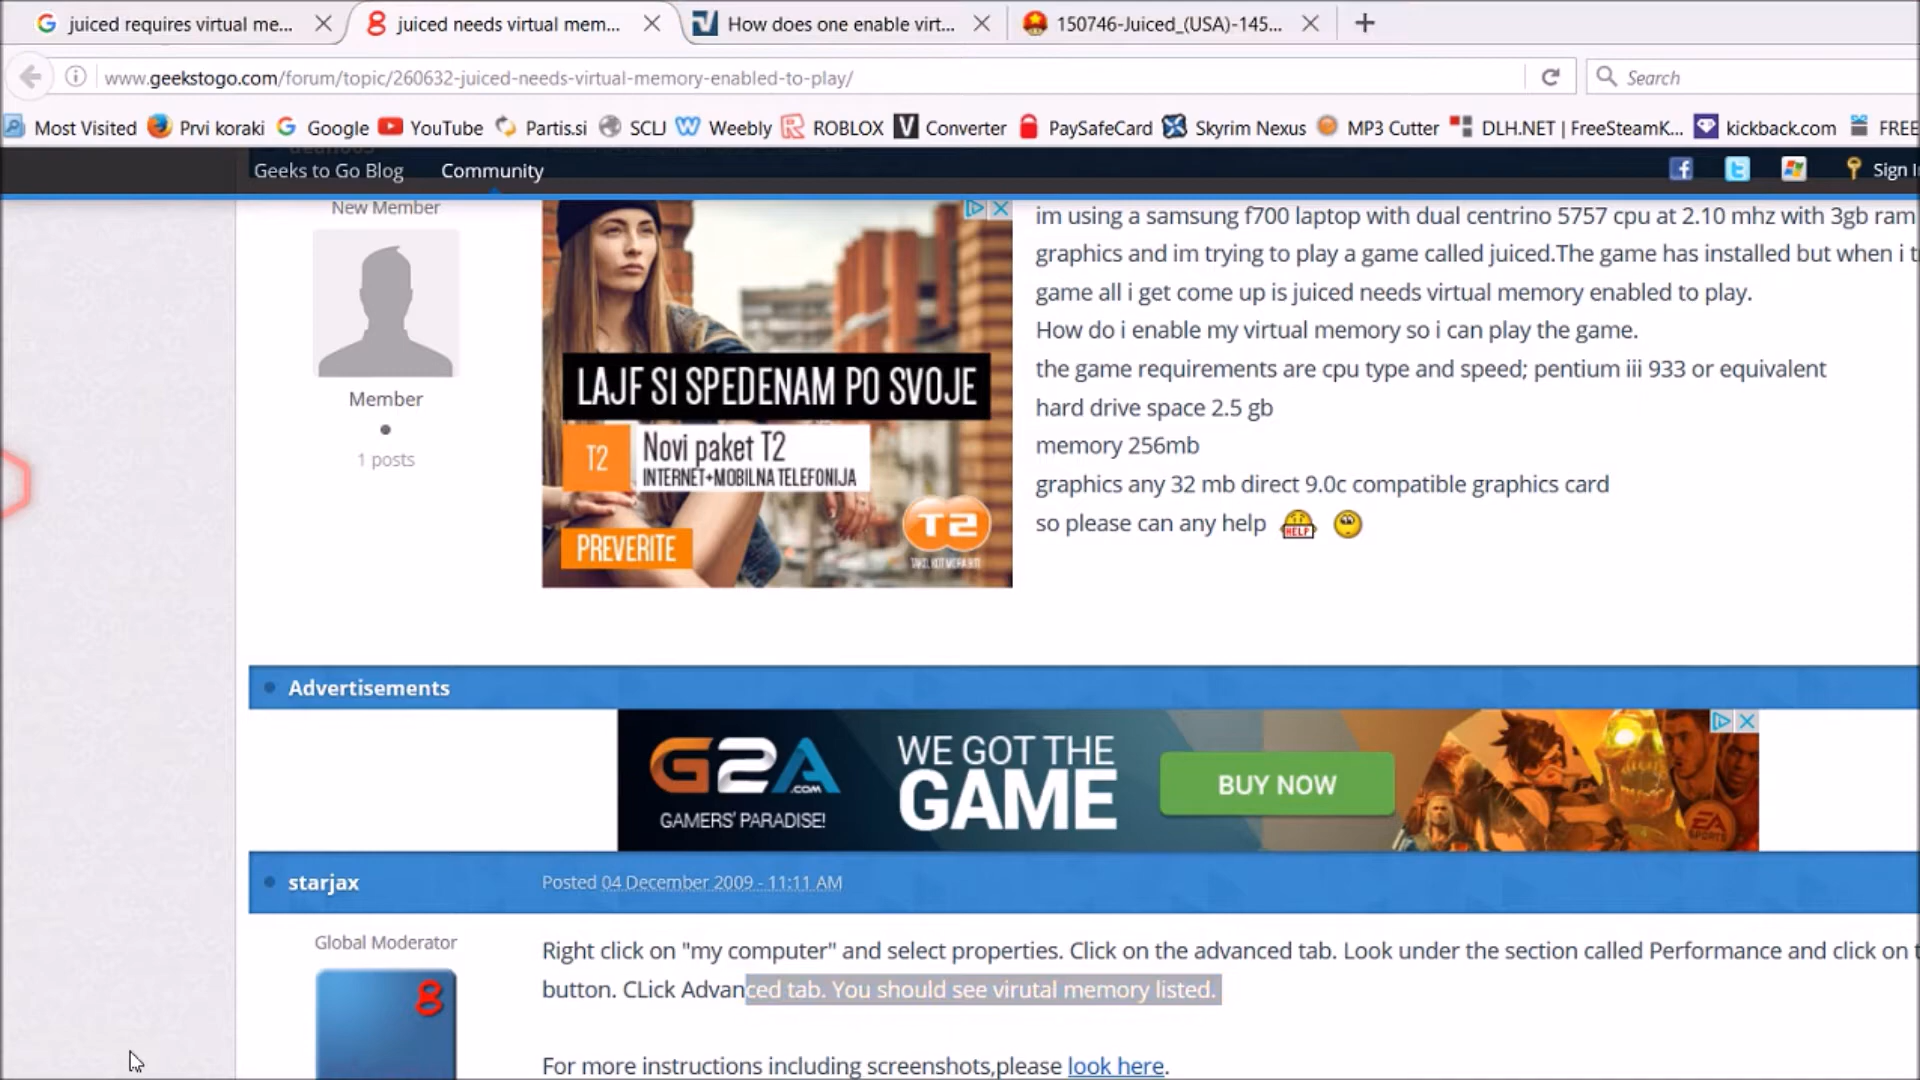 juiced requires virtual me...
juiced needs virtual mem...
How does one enable virt...
150746-Juiced_(USA)-145...
www.geekstogo.com/forum/topic/260632-juiced-needs-virtual-memory-enabled-to-play/
Search
Most Visited
Prvi koraki
Google
YouTube
Partis.si
SCLJ
Weebly
ROBLOX
Converter
PaySafeCard
Skyrim Nexus
MP3 Cutter
DLH.NET | FreeSteamK...
kickback.com
FREE
Geeks to Go Blog
Community
Sign I
New Member
Member
1 posts
LAJF SI SPEDENAM PO SVOJE
T2
Novi paket T2
INTERNET+MOBILNA TELEFONIJA
PREVERITE
T2
im using a samsung f700 laptop with dual centrino 5757 cpu at 2.10 mhz with 3gb ram
graphics and im trying to play a game called juiced.The game has installed but when i t
game all i get come up is juiced needs virtual memory enabled to play.
How do i enable my virtual memory so i can play the game.
the game requirements are cpu type and speed; pentium iii 933 or equivalent
hard drive space 2.5 gb
memory 256mb
graphics any 32 mb direct 9.0c compatible graphics card
so please can any help
HELP
Advertisements
G2A.COM
GAMERS' PARADISE!
WE GOT THE
GAME
BUY NOW
EA
SPORTS
starjax
Posted 04 December 2009 - 11:11 AM
Global Moderator
Right click on "my computer" and select properties. Click on the advanced tab. Look under the section called Performance and click on t
button. CLick Advanced tab. You should see virutal memory listed.
For more instructions including screenshots,please look here.